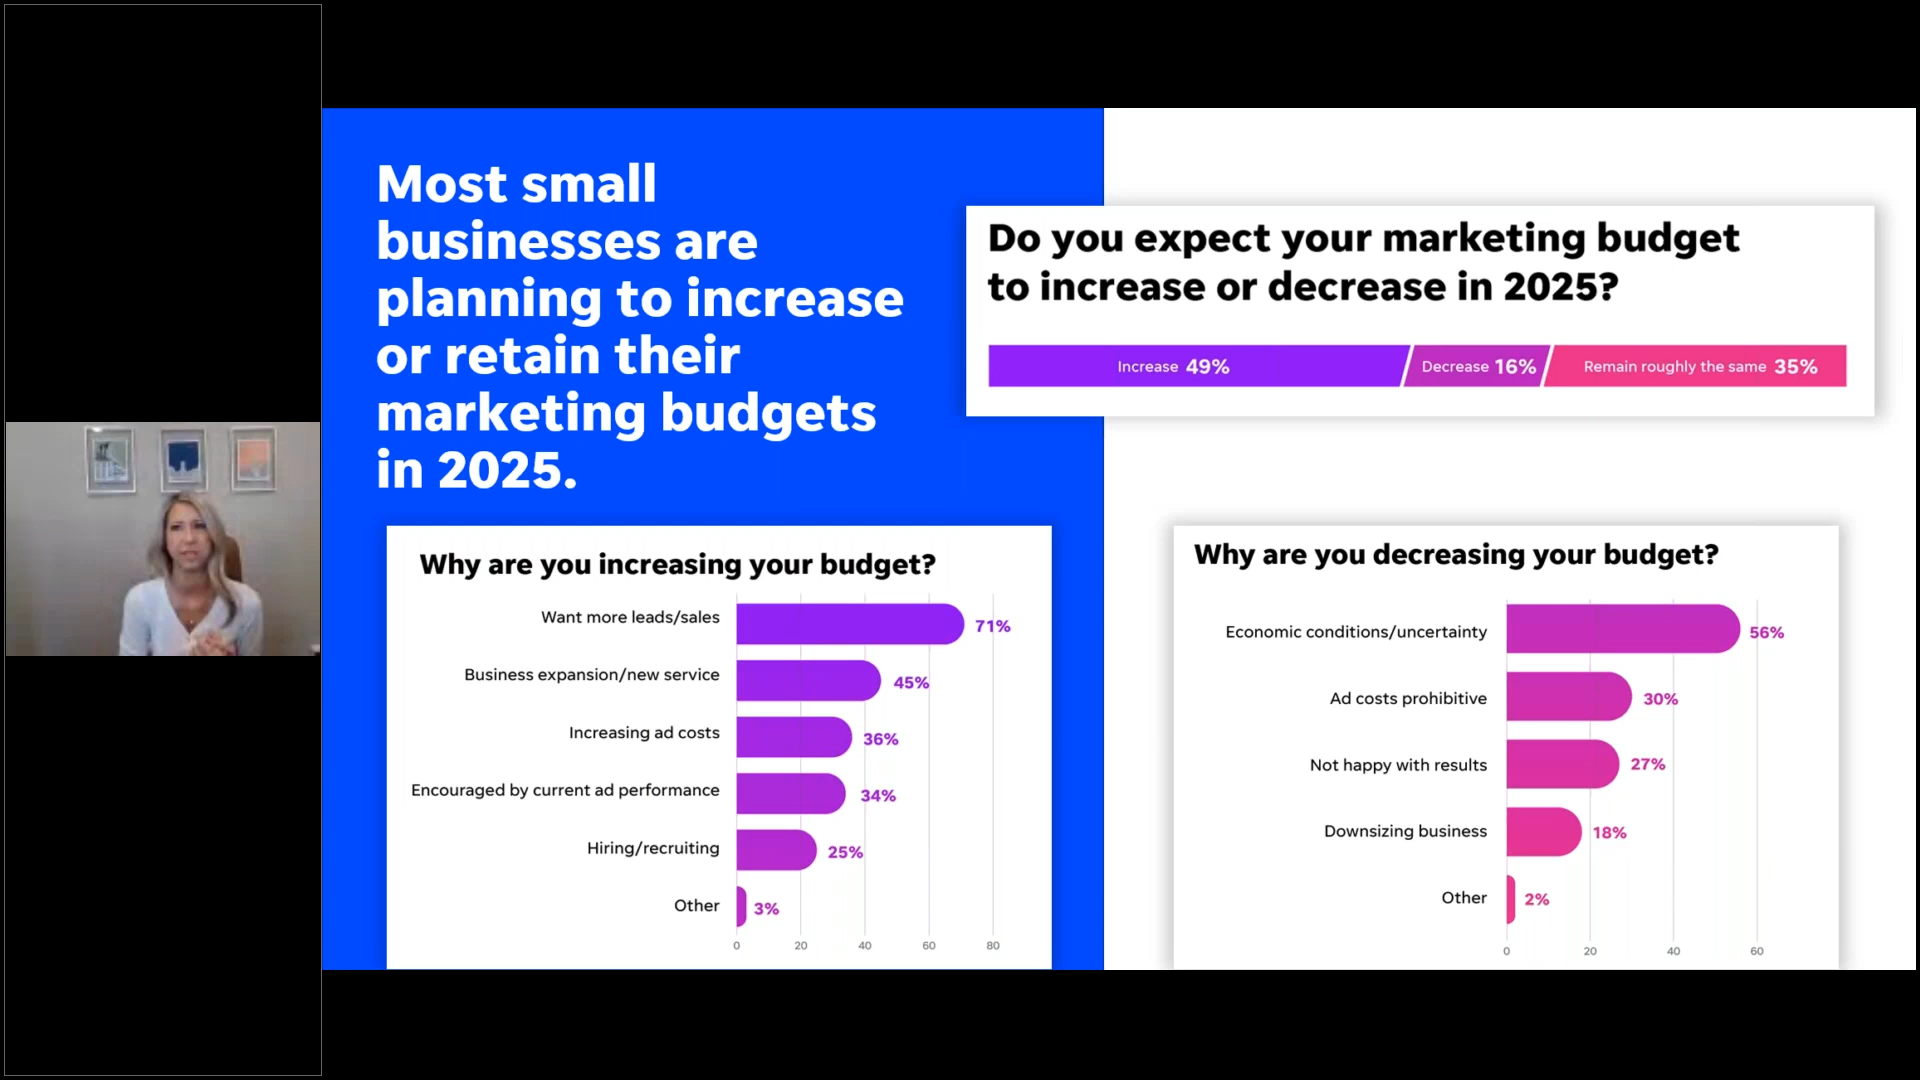 Most small
businesses are
planning to increase
or retain their
marketing budgets
in 2025.
Do you expect your marketing budget
to increase or decrease in 2025?
Increase 49% Decrease 16% Remain roughly the same 35%
Why are you increasing your budget?
Want more leads/sales 71%
Business expansion/new service 45%
Increasing ad costs 36%
Encouraged by current ad performance 34%
Hiring/recruiting 25%
Other 3%
0 20 40 60 80
Why are you decreasing your budget?
Economic conditions/uncertainty 56%
Ad costs prohibitive 30%
Not happy with results 27%
Downsizing business 18%
Other 2%
0 20 40 60